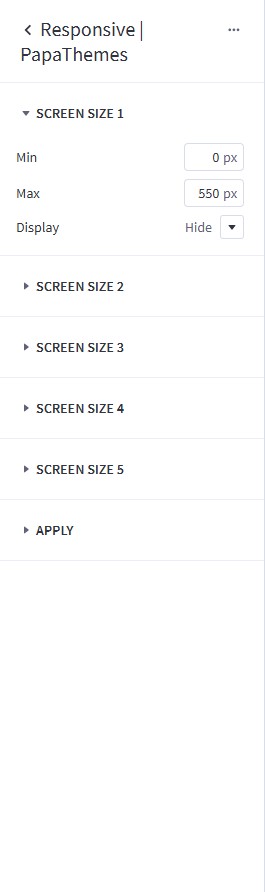 Responsive |
PapaThemes
SCREEN SIZE 1
Min 0 px
Max 550 px
Display Hide
SCREEN SIZE 2
SCREEN SIZE 3
SCREEN SIZE 4
SCREEN SIZE 5
APPLY